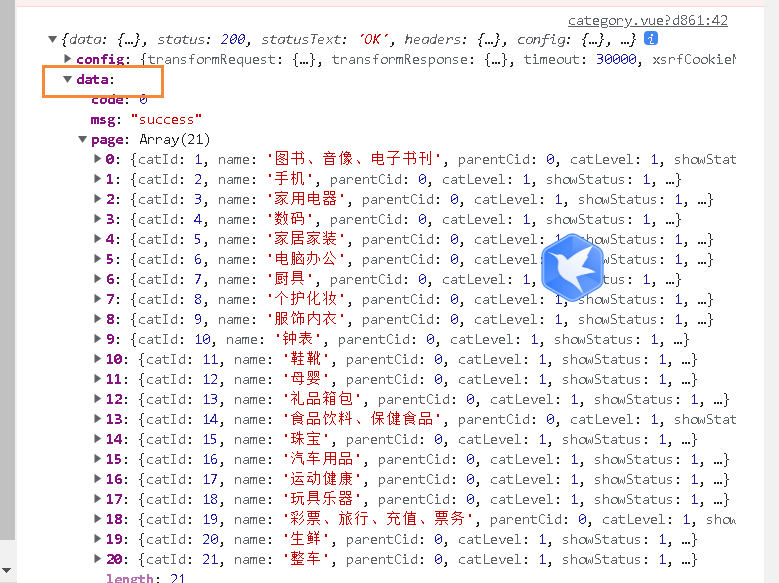 category.vue?d861:42
{data: {…}, status: 200, statusText: 'OK', headers: {…}, config: {…}, …} i
config: {transformRequest: {…}, transformResponse: {…}, timeout: 30000, xsrfCookieN
data:
code: 0
msg: "success"
page: Array(21)
0: {catId: 1, name: '图书、音像、电子书刊', parentCid: 0, catLevel: 1, showStat
1: {catId: 2, name: '手机', parentCid: 0, catLevel: 1, showStatus: 1, …}
2: {catId: 3, name: '家用电器', parentCid: 0, catLevel: 1, showStatus: 1, …}
3: {catId: 4, name: '数码', parentCid: 0, catLevel: 1, showStatus: 1, …}
4: {catId: 5, name: '家居家装', parentCid: 0, catLevel: 1, showStatus: 1, …}
5: {catId: 6, name: '电脑办公', parentCid: 0, catLevel: 1, tus: 1, …}
6: {catId: 7, name: '厨具', parentCid: 0, catLevel: 1, tus: 1, …}
7: {catId: 8, name: '个护化妆', parentCid: 0, catLevel: 1, showStatus: 1, …}
8: {catId: 9, name: '服饰内衣', parentCid: 0, catLevel: 1, showStatus: 1, …}
9: {catId: 10, name: '钟表', parentCid: 0, catLevel: 1, showStatus: 1, …}
10: {catId: 11, name: '鞋靴', parentCid: 0, catLevel: 1, showStatus: 1, …}
11: {catId: 12, name: '母婴', parentCid: 0, catLevel: 1, showStatus: 1, …}
12: {catId: 13, name: '礼品箱包', parentCid: 0, catLevel: 1, showStatus: 1, …}
13: {catId: 14, name: '食品饮料、保健食品', parentCid: 0, catLevel: 1, showStatu
14: {catId: 15, name: '珠宝', parentCid: 0, catLevel: 1, showStatus: 1, …}
15: {catId: 16, name: '汽车用品', parentCid: 0, catLevel: 1, showStatus: 1, …}
16: {catId: 17, name: '运动健康', parentCid: 0, catLevel: 1, showStatus: 1, …}
17: {catId: 18, name: '玩具乐器', parentCid: 0, catLevel: 1, showStatus: 1, …}
18: {catId: 19, name: '彩票、旅行、充值、票务', parentCid: 0, catLevel: 1, show
19: {catId: 20, name: '生鲜', parentCid: 0, catLevel: 1, showStatus: 1, …}
20: {catId: 21, name: '整车', parentCid: 0, catLevel: 1, showStatus: 1, …}
length: 21